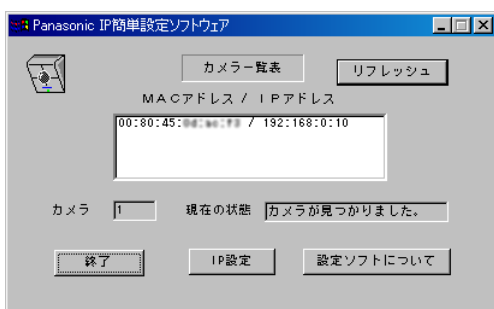 Panasonic IP簡単設定ソフトウェア
カメラ一覧表
リフレッシュ
MACアドレス / IPアドレス
00:80:45: / 192:168:0:10
カメラ 1 現在の状態 カメラが見つかりました。
終了 IP設定 設定ソフトについて